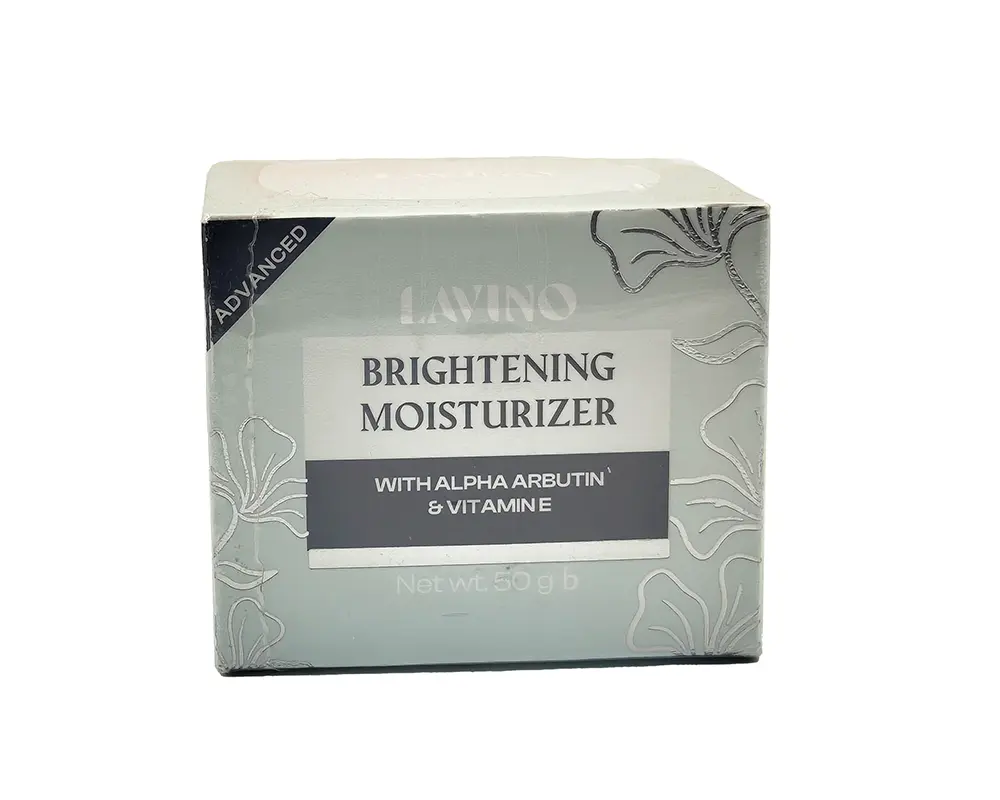 ADVANCED
LAVINO
BRIGHTENING
MOISTURIZER
WITH ALPHA ARBUTIN
& VITAMIN E
Net wt. 50 g b